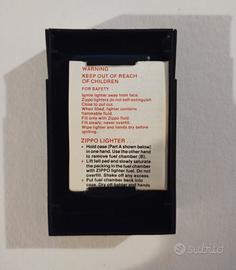 WARNING
KEEP OUT OF REACH
OF CHILDREN
FOR SAFETY
Ignite lighter away from face.
Zippo lighters do not self-extinguish.
Close to put out.
When filled, lighter contains
flammable fluid.
Fill only with Zippo fluid.
Fill slowly; never overfill.
Wipe lighter and hands dry before
igniting.
ZIPPO LIGHTER . . .
• Hold case (Part A shown below)
in one hand. Use the other hand
to remove fuel chamber (B).
• Lift felt pad and slowly saturate
the packing in the fuel chamber
with ZIPPO lighter fluid. Do not
overfill. Shake off any excess.
• Put fuel chamber back into
case. Dry off lighter and hands
subito